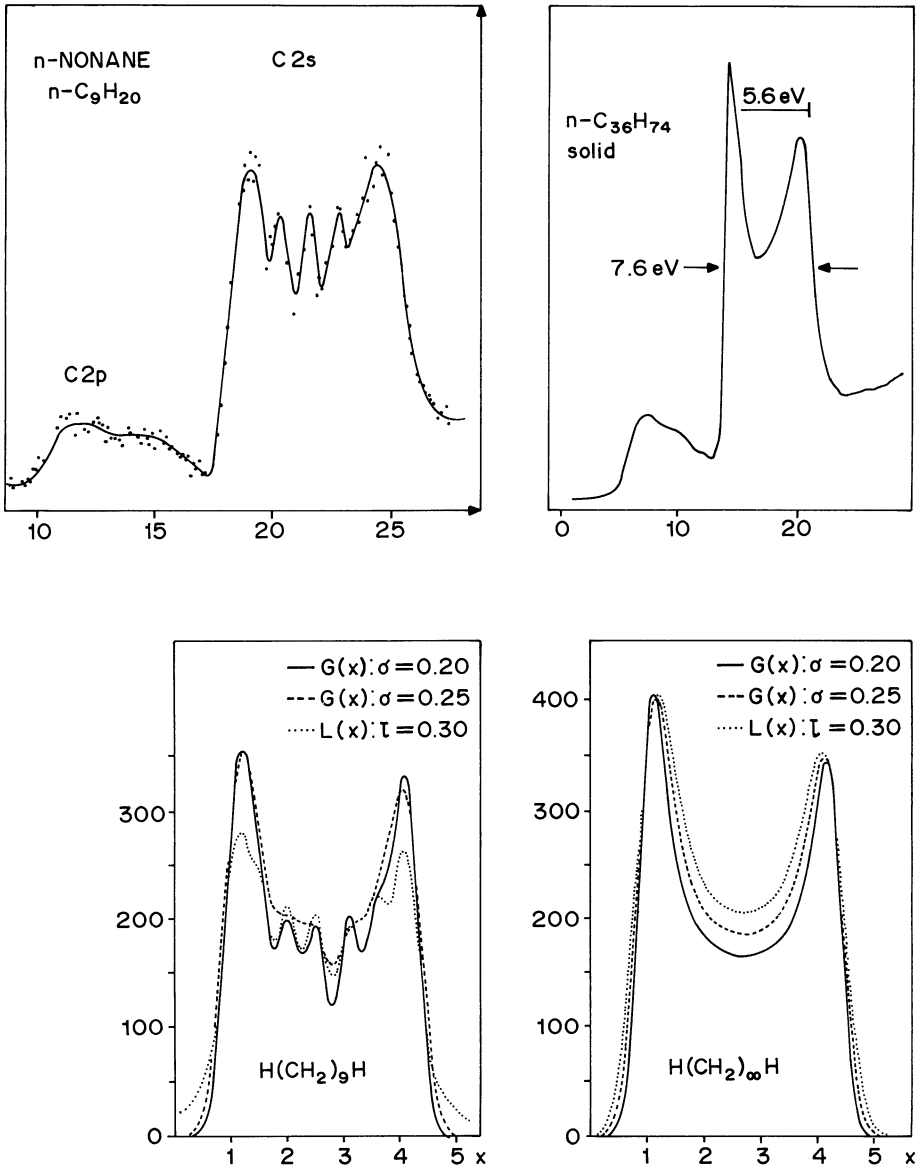 n-NONANE
n-C₉H₂₀
C 2s
C 2p
10 15 20 25
n-C₃₆H₇₄
solid
5.6 eV
7.6 eV
0 10 20
G(x): σ = 0.20
G(x): σ = 0.25
L(x): τ = 0.30
300
200
100
0
H(CH₂)₉H
1 2 3 4 5 x
G(x): σ = 0.20
G(x): σ = 0.25
L(x): τ = 0.30
400
300
200
100
0
H(CH₂)∞H
1 2 3 4 5 x